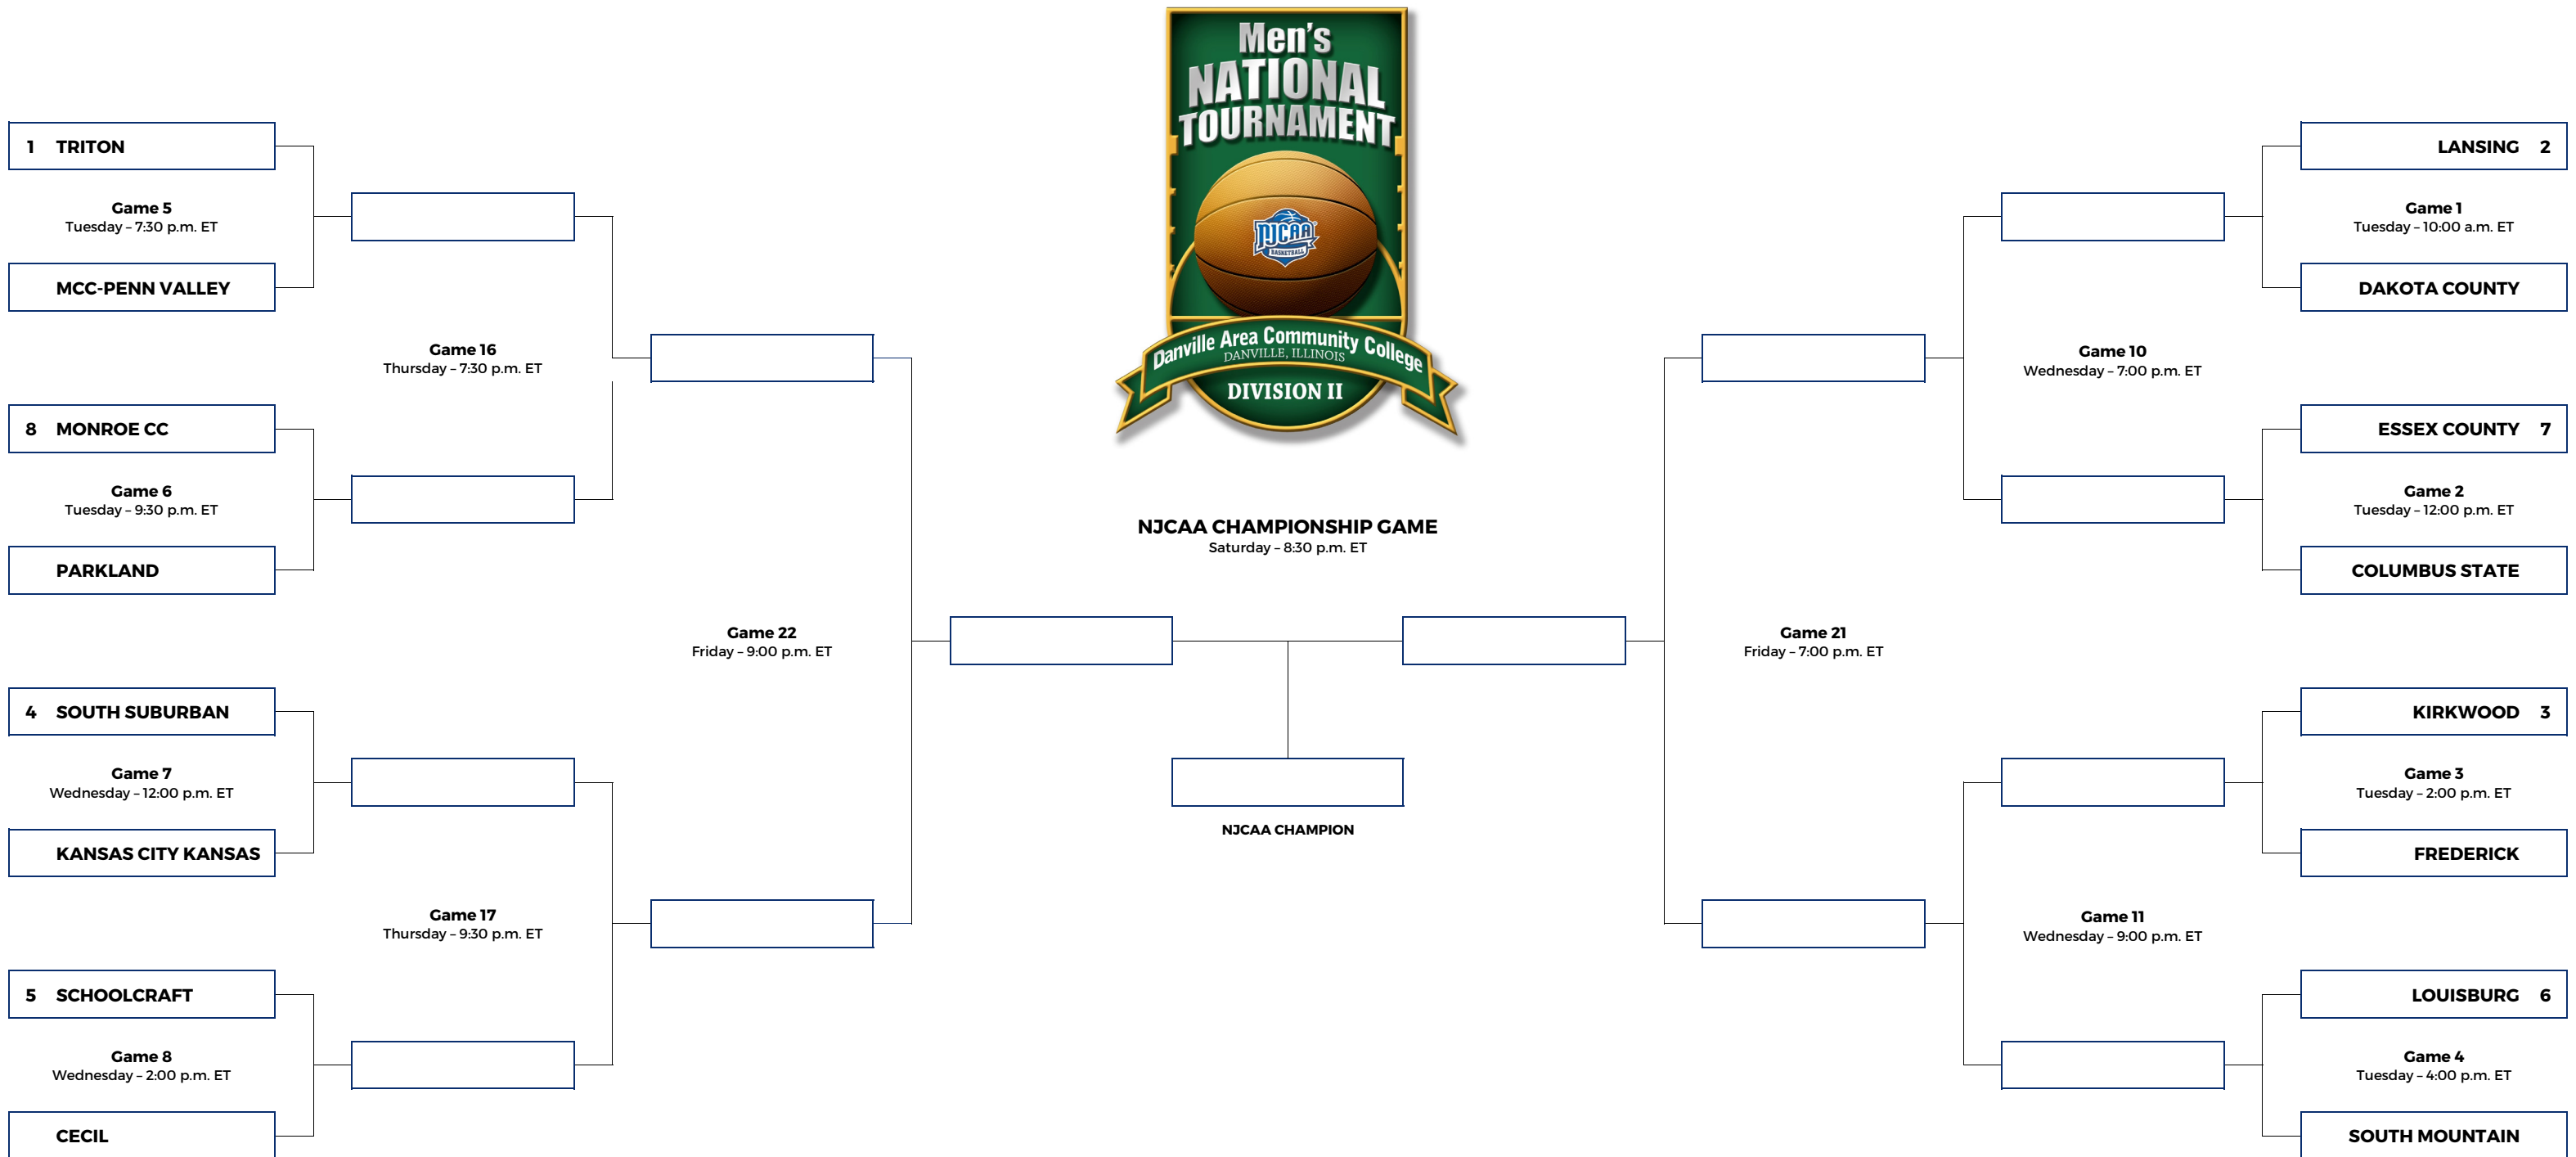 Men's
NATIONAL
TOURNAMENT
NJCAA
BASKETBALL
Danville Area Community College
DANVILLE, ILLINOIS
DIVISION II
1 TRITON
Game 5
Tuesday – 7:30 p.m. ET
MCC-PENN VALLEY
Game 16
Thursday – 7:30 p.m. ET
8 MONROE CC
Game 6
Tuesday – 9:30 p.m. ET
PARKLAND
Game 22
Friday – 9:00 p.m. ET
4 SOUTH SUBURBAN
Game 7
Wednesday – 12:00 p.m. ET
KANSAS CITY KANSAS
Game 17
Thursday – 9:30 p.m. ET
5 SCHOOLCRAFT
Game 8
Wednesday – 2:00 p.m. ET
CECIL
NJCAA CHAMPIONSHIP GAME
Saturday – 8:30 p.m. ET
NJCAA CHAMPION
LANSING 2
Game 1
Tuesday – 10:00 a.m. ET
DAKOTA COUNTY
Game 10
Wednesday – 7:00 p.m. ET
ESSEX COUNTY 7
Game 2
Tuesday – 12:00 p.m. ET
COLUMBUS STATE
Game 21
Friday – 7:00 p.m. ET
KIRKWOOD 3
Game 3
Tuesday – 2:00 p.m. ET
FREDERICK
Game 11
Wednesday – 9:00 p.m. ET
LOUISBURG 6
Game 4
Tuesday – 4:00 p.m. ET
SOUTH MOUNTAIN